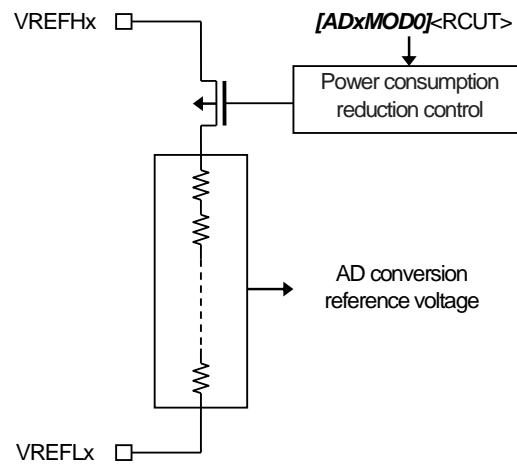 VREFHx
[ADxMOD0]<RCUT>
Power consumption
reduction control
AD conversion
reference voltage
VREFLx